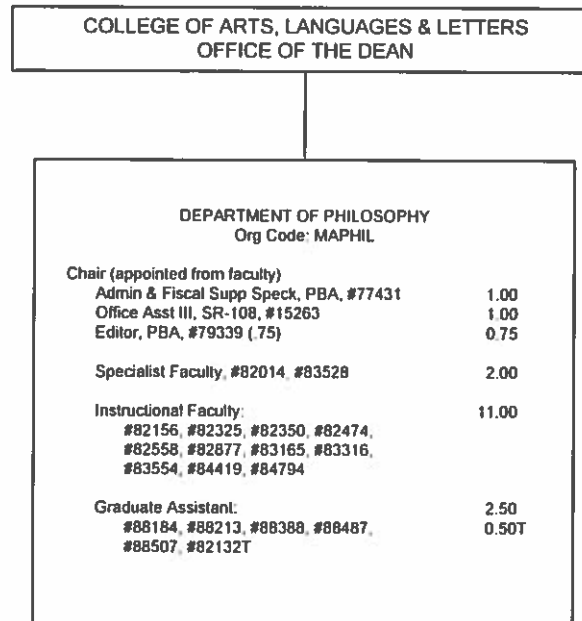 COLLEGE OF ARTS, LANGUAGES & LETTERS
OFFICE OF THE DEAN
DEPARTMENT OF PHILOSOPHY
Org Code: MAPHIL
Chair (appointed from faculty)
Admin & Fiscal Supp Speck, PBA, #77431 1.00
Office Asst III, SR-108, #15263 1.00
Editor, PBA, #79339 (.75) 0.75
Specialist Faculty, #82014, #83528 2.00
Instructional Faculty: 11.00
#82156, #82325, #82350, #82474,
#82558, #82877, #83165, #83316,
#83554, #84419, #84794
Graduate Assistant: 2.50
#88184, #88213, #88388, #88487, 0.50T
#88507, #82132T